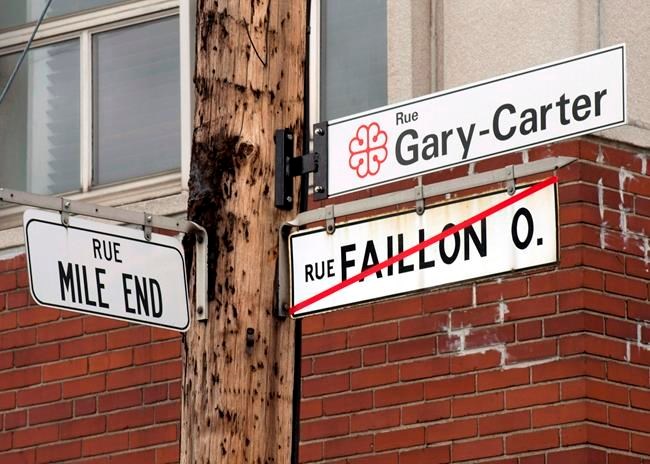 Rue
Gary-Carter
RUE FAILLON O.
RUE
MILE END